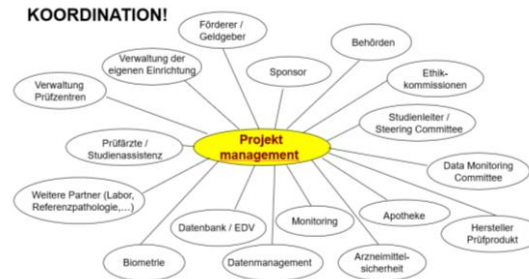 KOORDINATION!
Förderer /
Geldgeber
Behörden
Verwaltung der
eigenen Einrichtung
Sponsor
Ethik-
kommissionen
Verwaltung
Prüfzentren
Studienleiter /
Steering Committee
Prüfärzte /
Studienassistenz
Projekt
management
Data Monitoring
Committee
Weitere Partner (Labor,
Referenzpathologie,...)
Datenbank / EDV
Monitoring
Apotheke
Hersteller
Prüfprodukt
Biometrie
Datenmanagement
Arzneimittel-
sicherheit